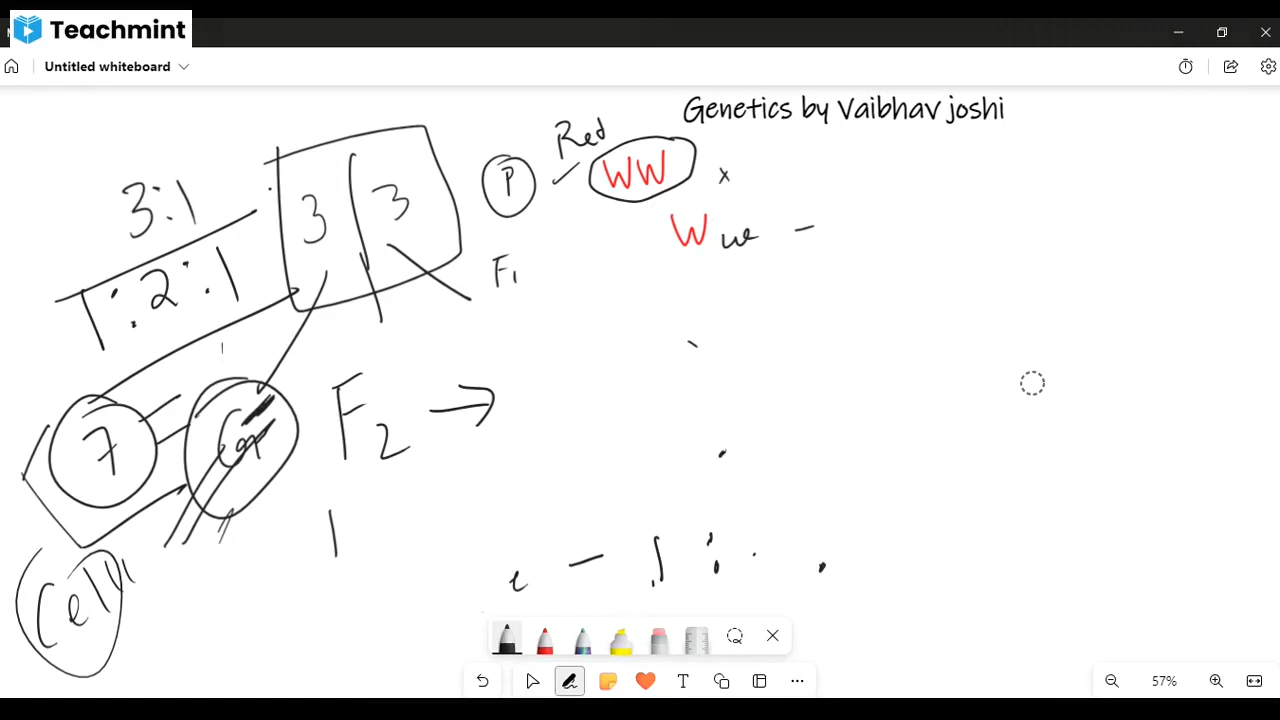 Teachmint
Untitled whiteboard
Genetics by Vaibhav joshi
Red
P WW ×
3:1
3 3
Ww -
1:2:1
F1
7
F2 →
Cell
1
57%